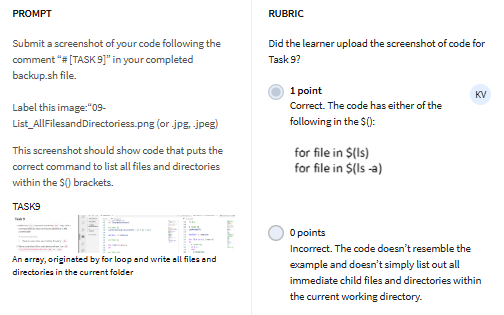 PROMPT
Submit a screenshot of your code following the
comment "# [TASK 9]" in your completed
backup.sh file.
Label this image:"09-
List_AllFilesandDirectoriess.png (or .jpg, .jpeg)
This screenshot should show code that puts the
correct command to list all files and directories
within the $() brackets.
TASK9
Task 9
An array, originated by for loop and write all files and
directories in the current folder
RUBRIC
Did the learner upload the screenshot of code for
Task 9?
1 point
KV
Correct. The code has either of the
following in the $():
for file in $(ls)
for file in $(ls -a)
0 points
Incorrect. The code doesn't resemble the
example and doesn't simply list out all
immediate child files and directories within
the current working directory.